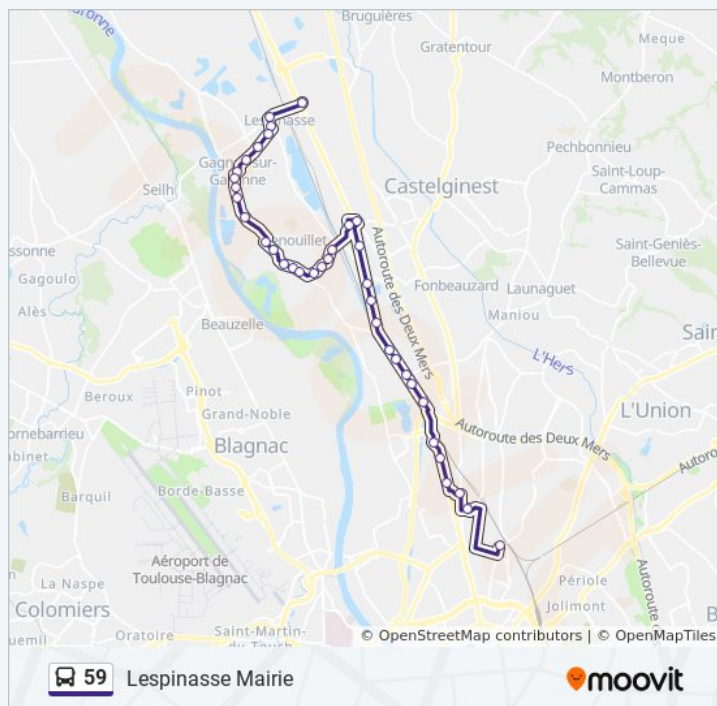 Garonne
Bruguières
Gratentour
Meque
Montberon
Lespinasse
Pechbonnieu
Gagnac-sur-
Garonne
Seilh
Castelginest
Saint-Loup-
Cammas
Fenouillet
Autoroute des Deux Mers
Saint-Geniès-
Bellevue
Gagoulo
Alès
Fonbeauzard
Launaguet
Maniou
Beauzelle
L'Hers
Beroux
Pinot
Grand-Noble
L'Union
Autoroute des Deux Mers
Blagnac
Barquil
Borde-Basse
Aéroport de
Toulouse-Blagnac
La Naspe
Colomiers
Périole
Jolimont
Oratoire
Saint-Martin-
du-Touch
© OpenStreetMap contributors | © OpenMapTiles
59 Lespinasse Mairie
moovit